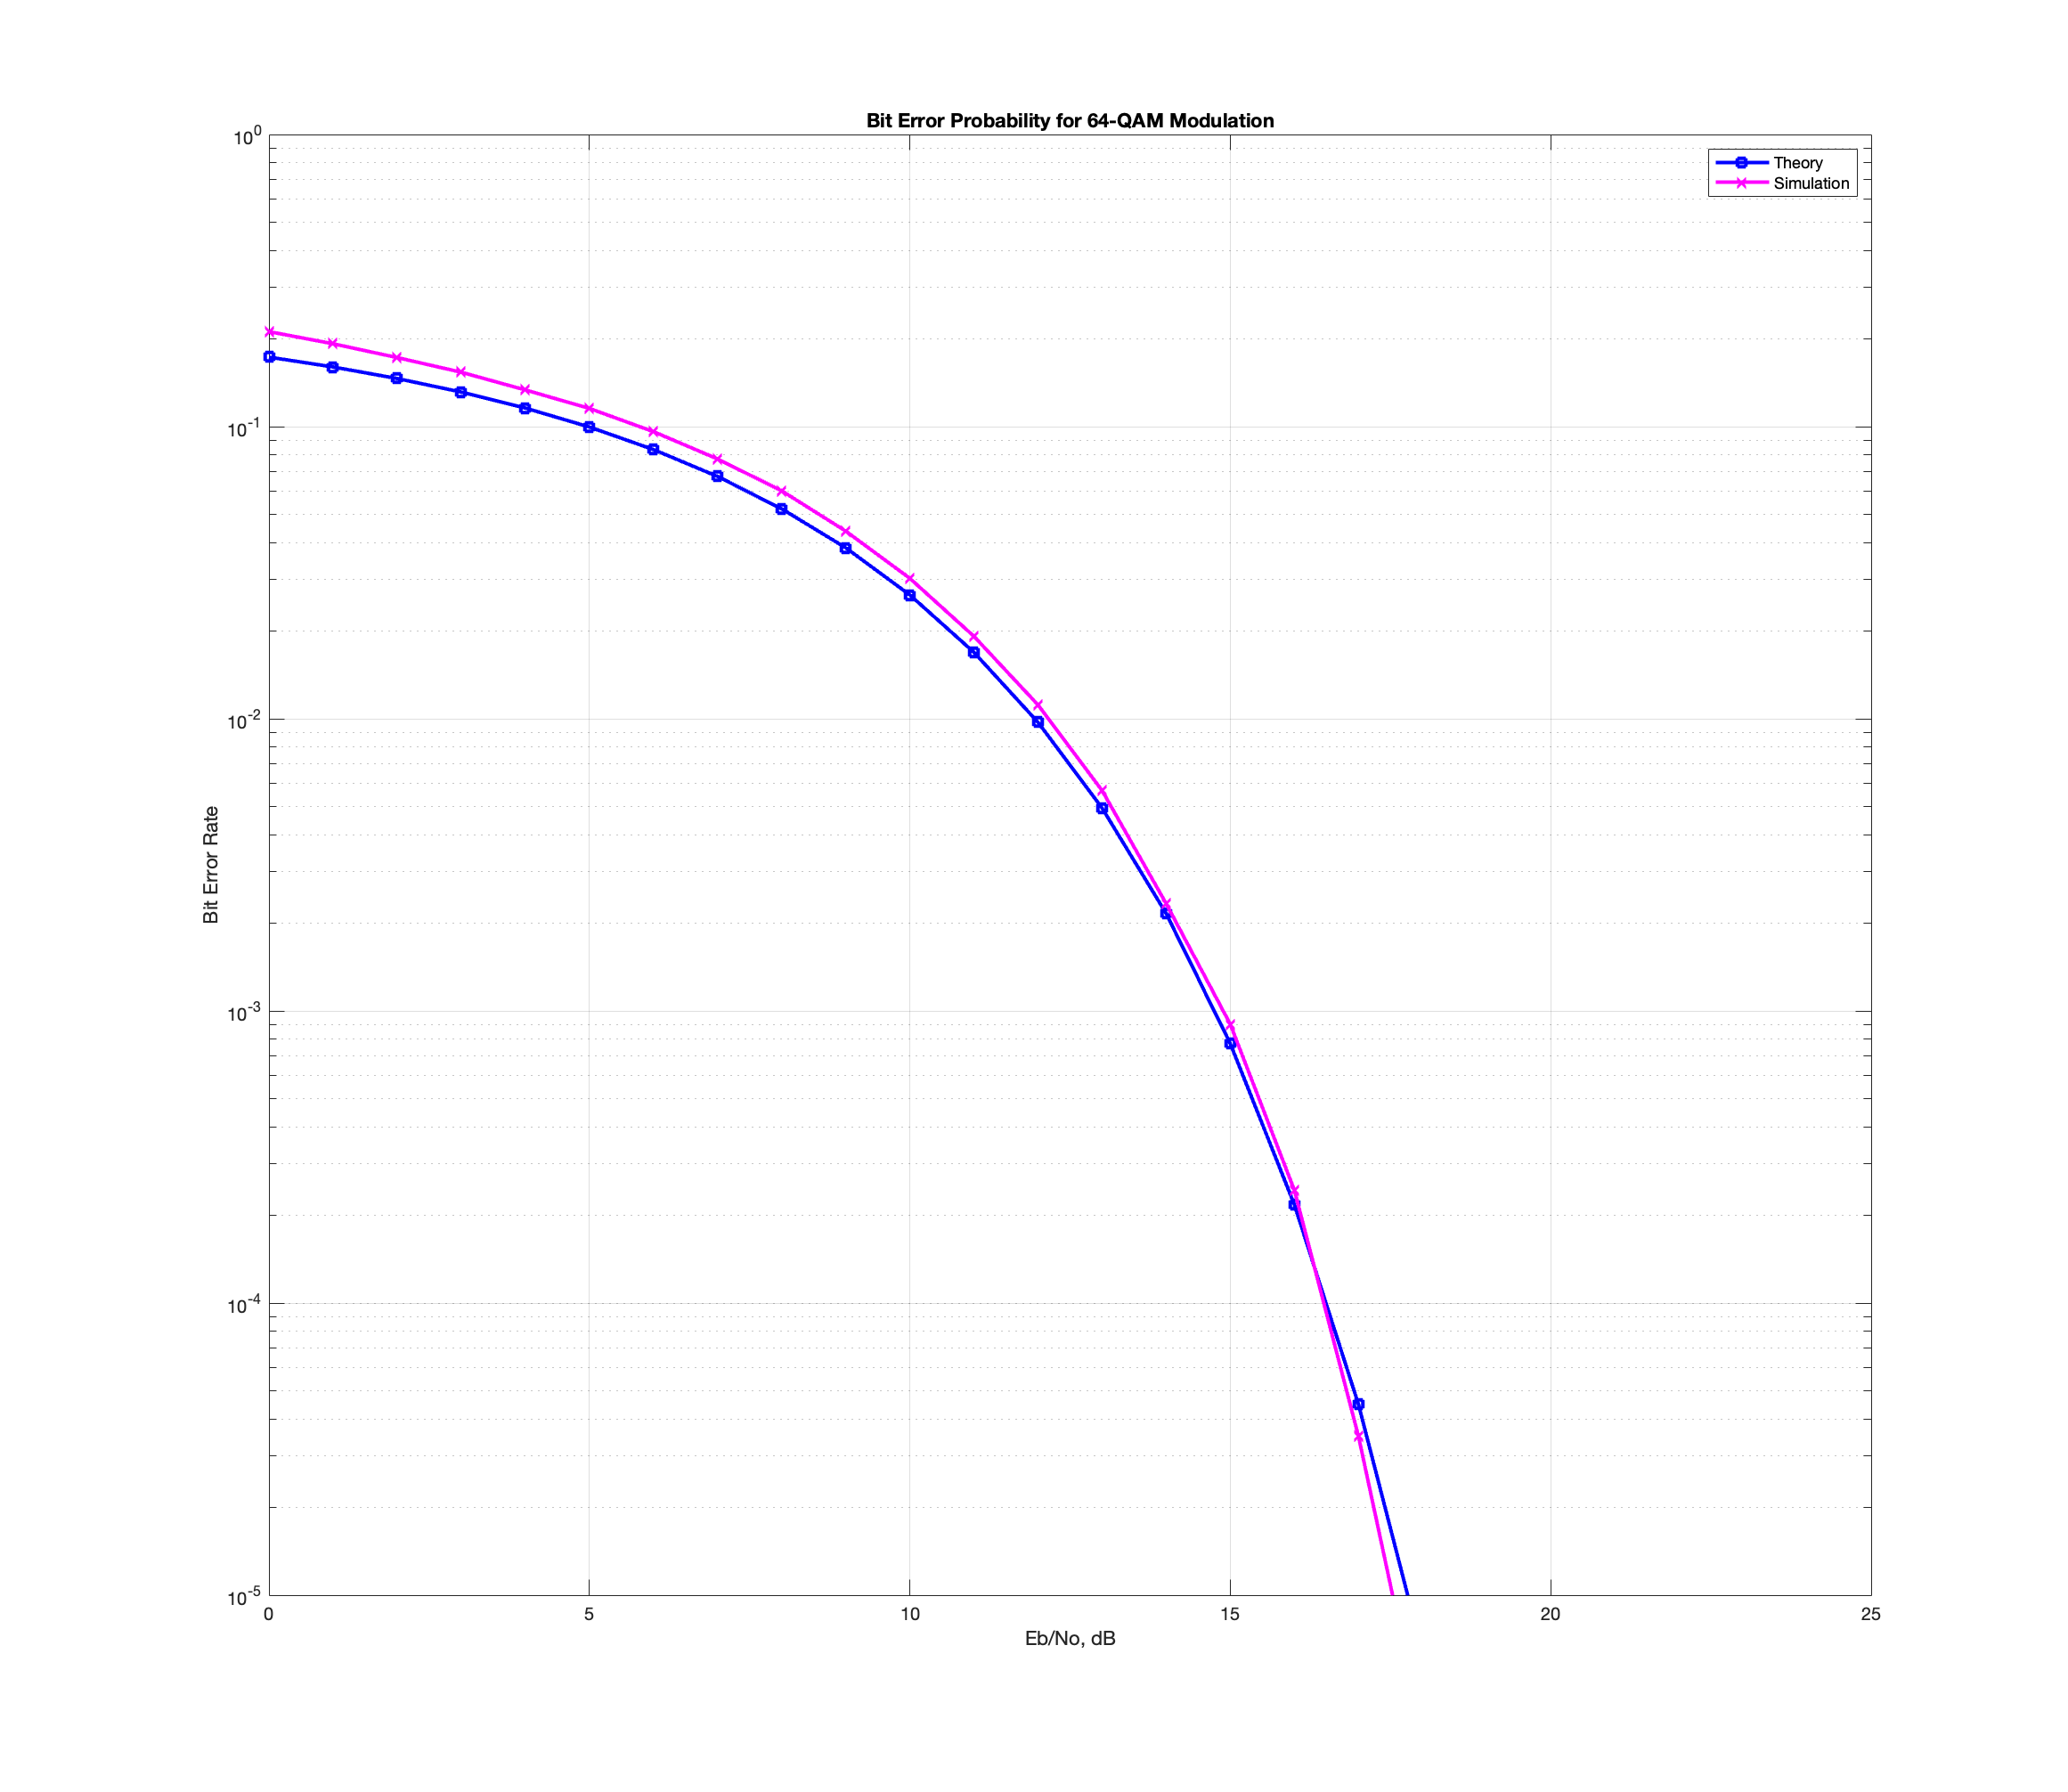 Bit Error Probability for 64-QAM Modulation
Theory
Simulation
10^0
10^-1
10^-2
10^-3
10^-4
10^-5
Bit Error Rate
0 5 10 15 20 25
Eb/No, dB